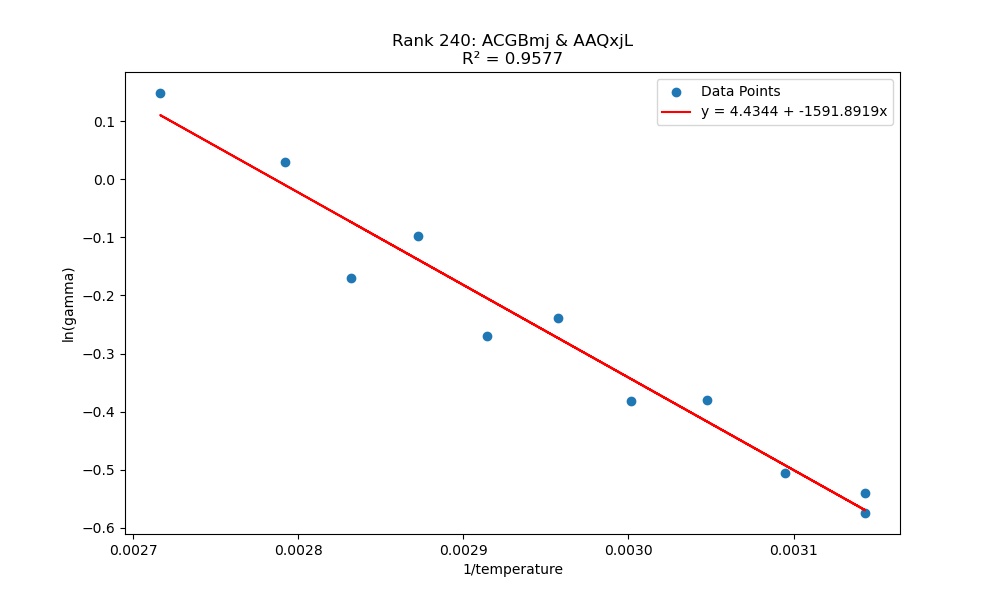 Rank 240: ACGBmj & AAQxjL
R² = 0.9577
Data Points
y = 4.4344 + -1591.8919x
0.1
0.0
−0.1
−0.2
−0.3
−0.4
−0.5
−0.6
ln(gamma)
0.0027
0.0028
0.0029
0.0030
0.0031
1/temperature